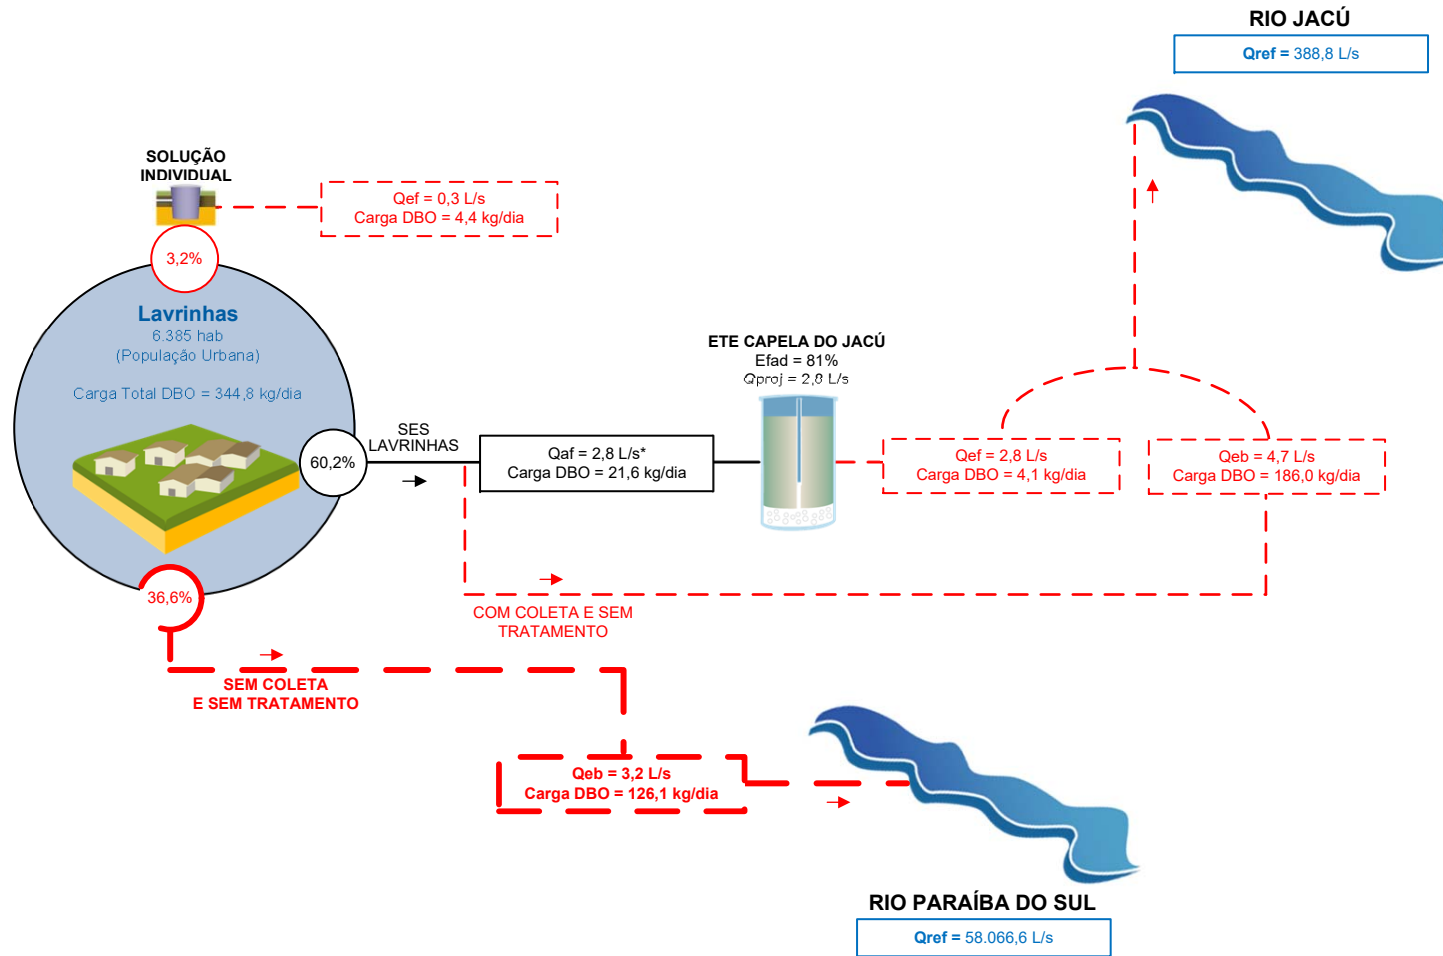 RIO JACÚ
Qref = 388,8 L/s
SOLUÇÃO
INDIVIDUAL
Qef = 0,3 L/s
Carga DBO = 4,4 kg/dia
3,2%
Lavrinhas
6.385 hab
(População Urbana)
Carga Total DBO = 344,8 kg/dia
60,2%
SES
LAVRINHAS
Qaf = 2,8 L/s*
Carga DBO = 21,6 kg/dia
ETE CAPELA DO JACÚ
Efad = 81%
Qproj = 2,8 L/s
Qef = 2,8 L/s
Carga DBO = 4,1 kg/dia
Qeb = 4,7 L/s
Carga DBO = 186,0 kg/dia
COM COLETA E SEM
TRATAMENTO
36,6%
SEM COLETA
E SEM TRATAMENTO
Qeb = 3,2 L/s
Carga DBO = 126,1 kg/dia
RIO PARAÍBA DO SUL
Qref = 58.066,6 L/s